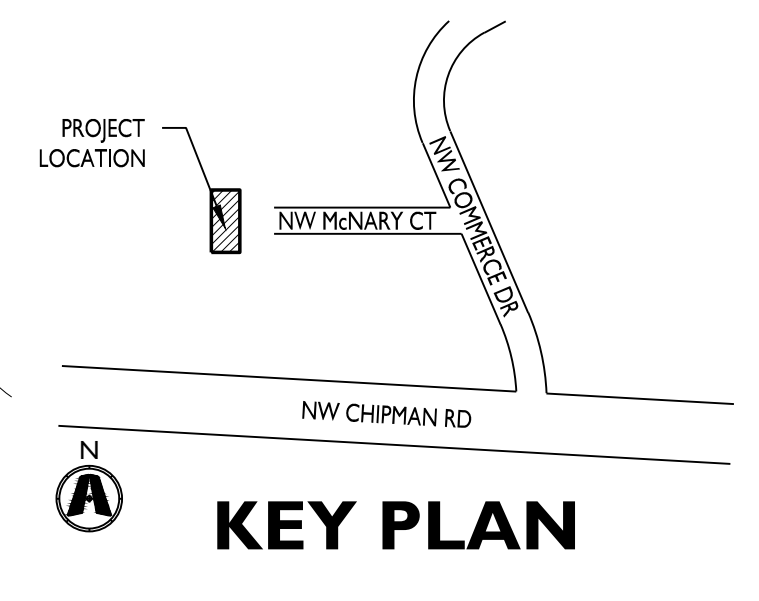 PROJECT
LOCATION
NW McNARY CT
NW COMMERCE DR
NW CHIPMAN RD
N
KEY PLAN